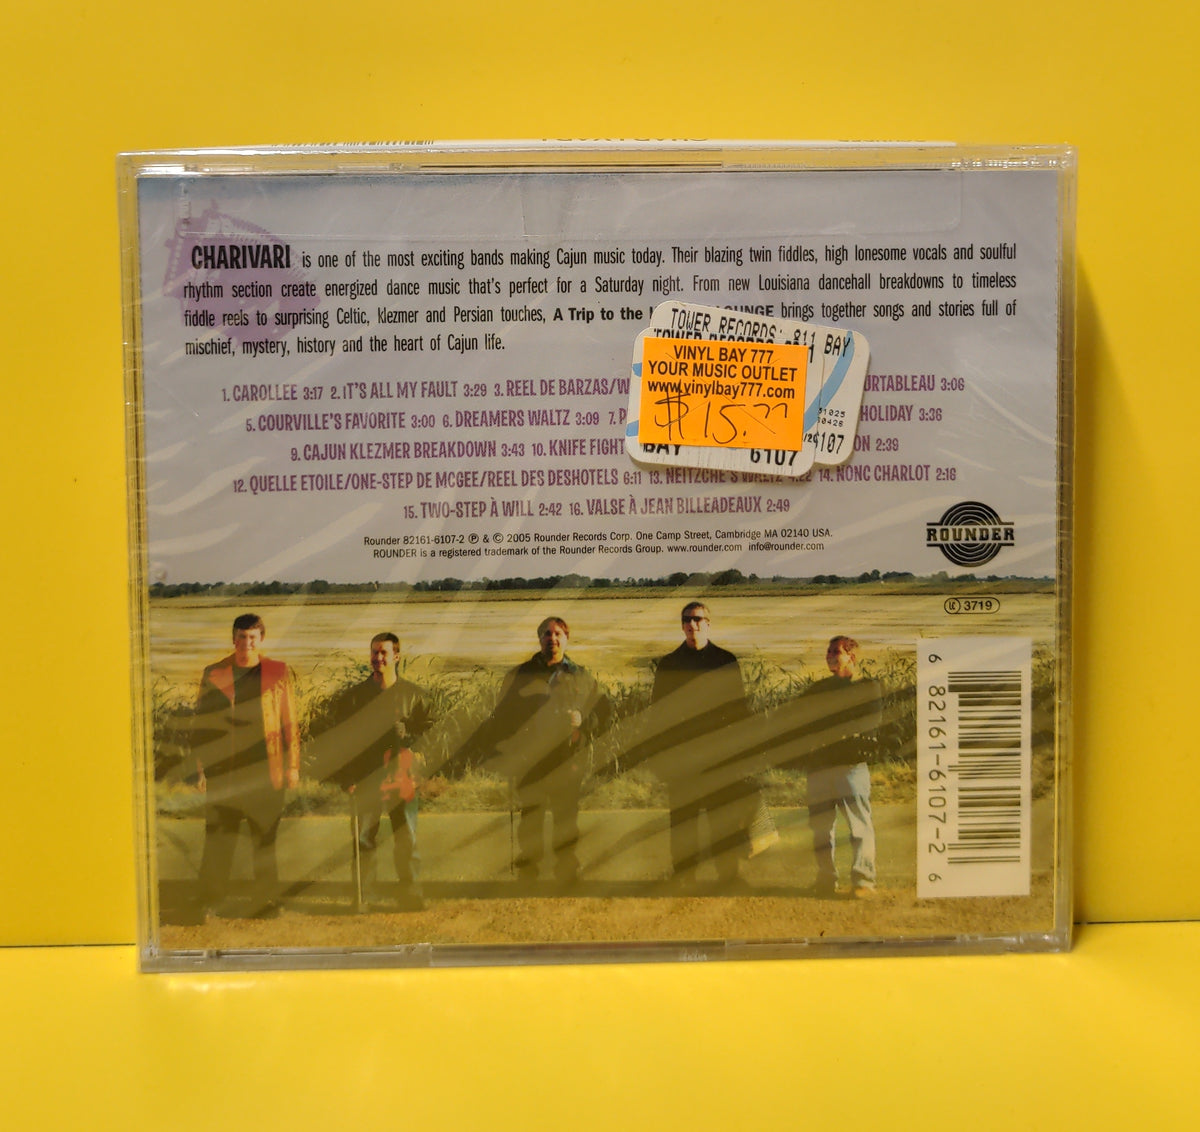 CHARIVARI is one of the most exciting bands making Cajun music today. Their blazing twin fiddles, high lonesome vocals and soulful
rhythm section create energized dance music that's perfect for a Saturday night. From new Louisiana dancehall breakdowns to timeless
fiddle reels to surprising Celtic, klezmer and Persian touches, A Trip to the LOUNGE brings together songs and stories full of
mischief, mystery, history and the heart of Cajun life.
TOWER RECORDS: 811 BAY
VINYL BAY 777
YOUR MUSIC OUTLET
www.vinylbay777.com
$15.77
BAY 6107
6107
1. CAROLLEE 3:17 2. IT'S ALL MY FAULT 3:29 3. REEL DE BARZAS/ 3:06
5. COURVILLE'S FAVORITE 3:00 6. DREAMERS WALTZ 3:09 7. HOLIDAY 3:36
9. CAJUN KLEZMER BREAKDOWN 3:43 10. KNIFE FIGHT 2:39
12. QUELLE ETOILE/ONE-STEP DE MCGEE/REEL DES DESHOTELS 6:11 13. NEITZCHE'S WALTZ 4:22 14. NONC CHARLOT 2:16
15. TWO-STEP À WILL 2:42 16. VALSE À JEAN BILLEADEAUX 2:49
Rounder 82161-6107-2 ℗ & © 2005 Rounder Records Corp. One Camp Street, Cambridge MA 02140 USA.
ROUNDER is a registered trademark of the Rounder Records Group. www.rounder.com info@rounder.com
ROUNDER
LC 3719
6 82161-6107-2 6